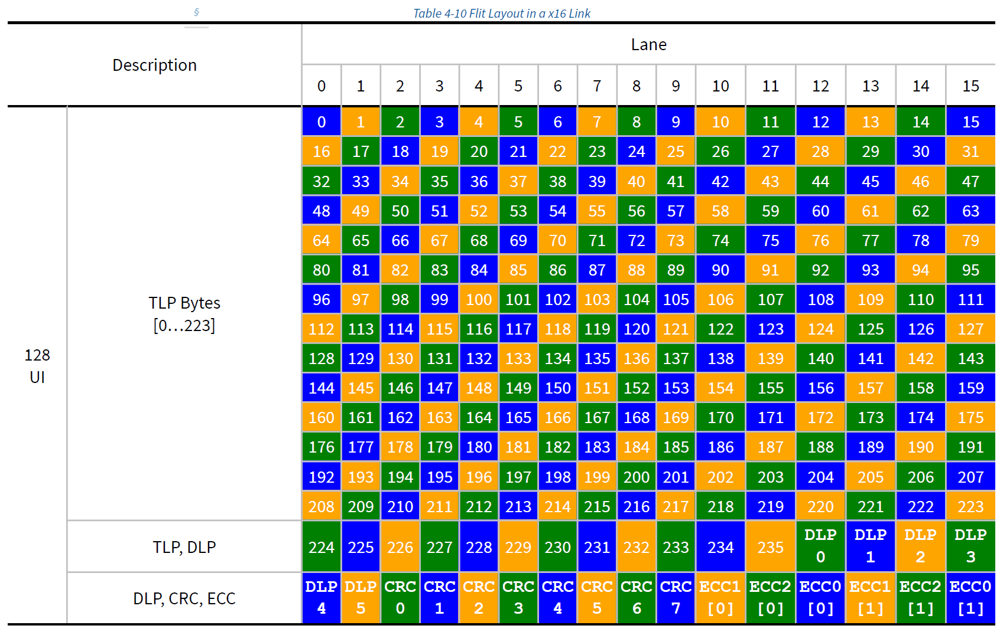 §
Table 4-10 Flit Layout in a x16 Link
Description
Lane
0 1 2 3 4 5 6 7 8 9 10 11 12 13 14 15
128
UI
TLP Bytes
[0…223]
0 1 2 3 4 5 6 7 8 9 10 11 12 13 14 15
16 17 18 19 20 21 22 23 24 25 26 27 28 29 30 31
32 33 34 35 36 37 38 39 40 41 42 43 44 45 46 47
48 49 50 51 52 53 54 55 56 57 58 59 60 61 62 63
64 65 66 67 68 69 70 71 72 73 74 75 76 77 78 79
80 81 82 83 84 85 86 87 88 89 90 91 92 93 94 95
96 97 98 99 100 101 102 103 104 105 106 107 108 109 110 111
112 113 114 115 116 117 118 119 120 121 122 123 124 125 126 127
128 129 130 131 132 133 134 135 136 137 138 139 140 141 142 143
144 145 146 147 148 149 150 151 152 153 154 155 156 157 158 159
160 161 162 163 164 165 166 167 168 169 170 171 172 173 174 175
176 177 178 179 180 181 182 183 184 185 186 187 188 189 190 191
192 193 194 195 196 197 198 199 200 201 202 203 204 205 206 207
208 209 210 211 212 213 214 215 216 217 218 219 220 221 222 223
TLP, DLP
224 225 226 227 228 229 230 231 232 233 234 235 DLP 0 DLP 1 DLP 2 DLP 3
DLP, CRC, ECC
DLP 4 DLP 5 CRC 0 CRC 1 CRC 2 CRC 3 CRC 4 CRC 5 CRC 6 CRC 7 ECC1 [0] ECC2 [0] ECC0 [0] ECC1 [1] ECC2 [1] ECC0 [1]